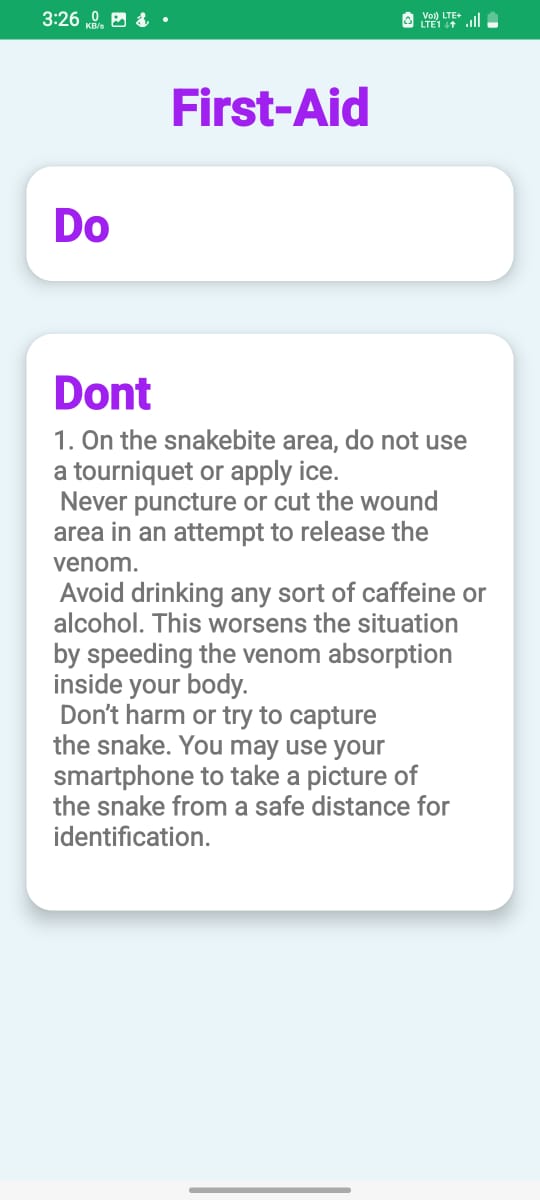 3:26 0 KB/s Vo) LTE+ LTE1
First-Aid
Do
Dont
1. On the snakebite area, do not use
a tourniquet or apply ice.
Never puncture or cut the wound
area in an attempt to release the
venom.
Avoid drinking any sort of caffeine or
alcohol. This worsens the situation
by speeding the venom absorption
inside your body.
Don’t harm or try to capture
the snake. You may use your
smartphone to take a picture of
the snake from a safe distance for
identification.